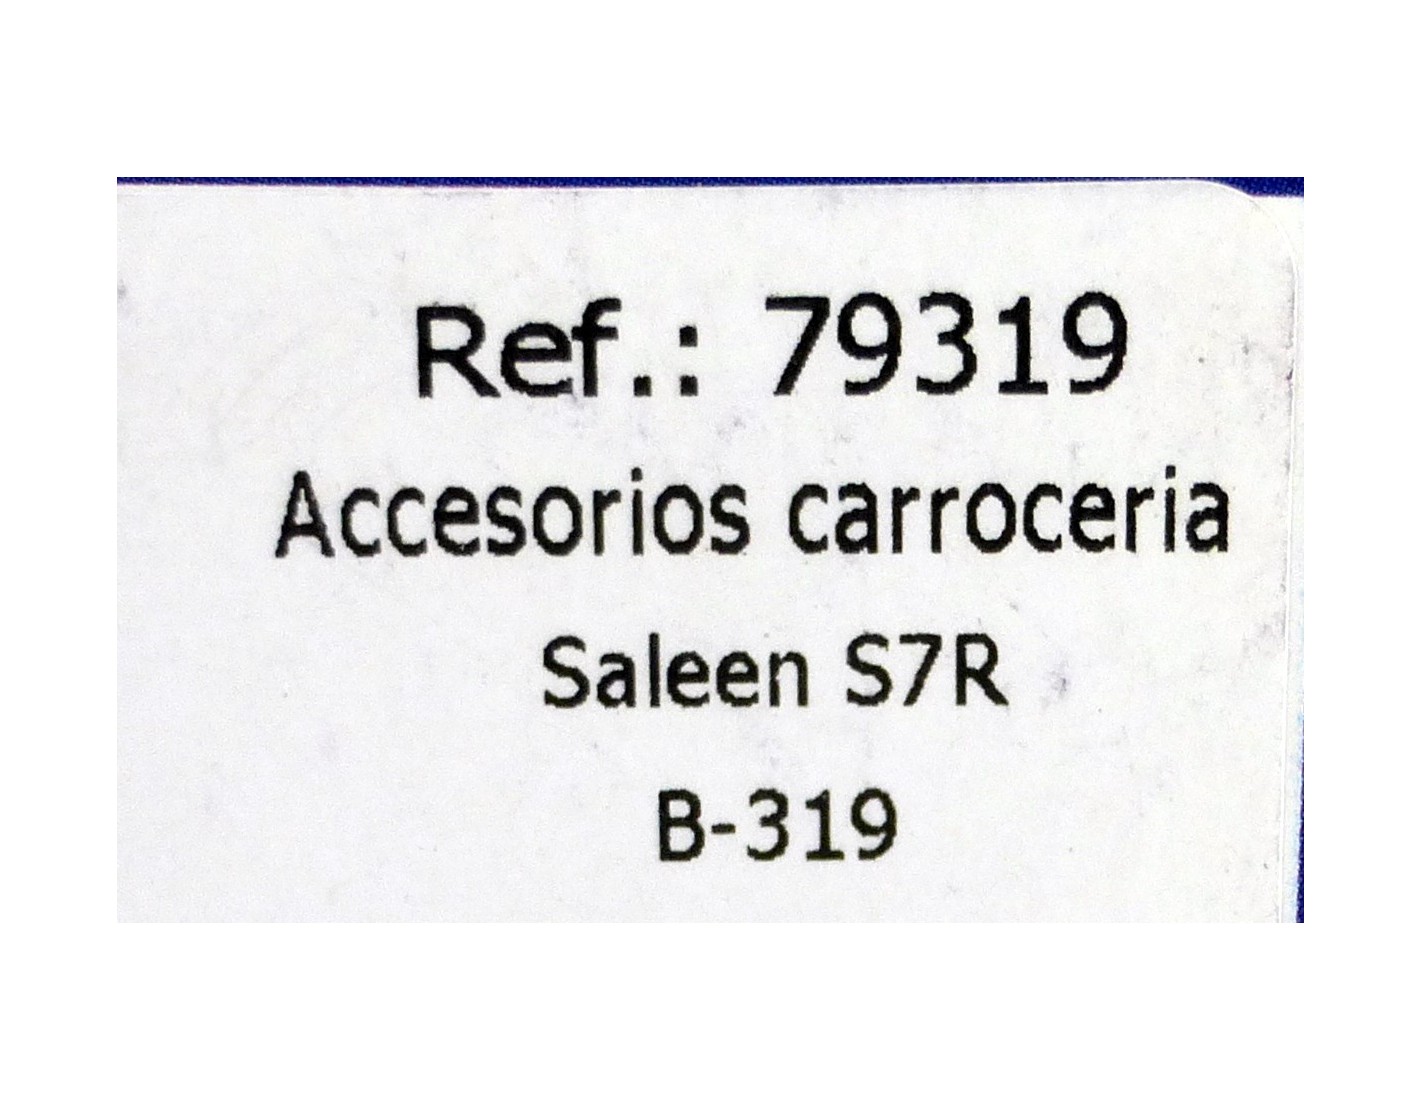 Ref.: 79319
Accesorios carroceria
Saleen S7R
B-319